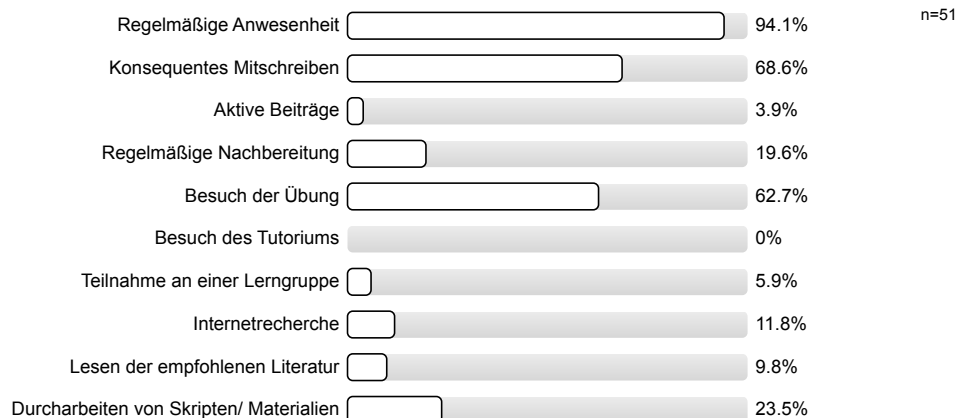 Regelmäßige Anwesenheit 94.1% n=51
Konsequentes Mitschreiben 68.6%
Aktive Beiträge 3.9%
Regelmäßige Nachbereitung 19.6%
Besuch der Übung 62.7%
Besuch des Tutoriums 0%
Teilnahme an einer Lerngruppe 5.9%
Internetrecherche 11.8%
Lesen der empfohlenen Literatur 9.8%
Durcharbeiten von Skripten/ Materialien 23.5%